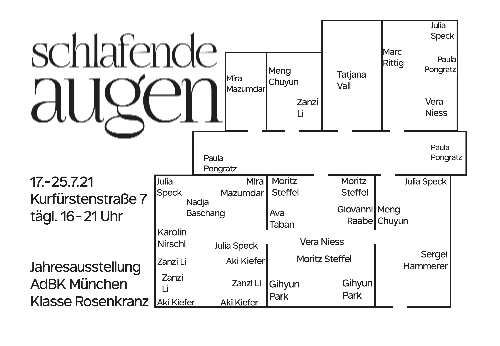 schlafende
augen
17.–25.7.21
Kurfürstenstraße 7
tägl. 16–21 Uhr
Jahresausstellung
AdBK München
Klasse Rosenkranz
Mira
Mazumdar
Meng
Chuyun
Zanzi
Li
Tatjana
Vall
Marc
Rittig
Julia
Speck
Paula
Pongratz
Vera
Niess
Paula
Pongratz
Paula
Pongratz
Julia
Speck
Nadja
Baschang
Mira
Mazumdar
Karolin
Nirschl
Julia Speck
Zanzi Li
Aki Kiefer
Zanzi
Li
Zanzi Li
Aki Kiefer
Aki Kiefer
Moritz
Steffel
Ava
Taban
Moritz
Steffel
Giovanni
Raabe
Vera Niess
Moritz Steffel
Gihyun
Park
Gihyun
Park
Julia Speck
Meng
Chuyun
Sergei
Hammerer